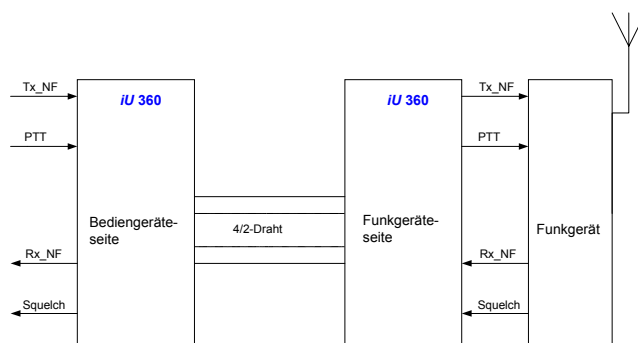 Tx_NF
iU 360
iU 360
Tx_NF
PTT
PTT
Bediengeräte-
seite
4/2-Draht
Funkgeräte-
seite
Funkgerät
Rx_NF
Rx_NF
Squelch
Squelch